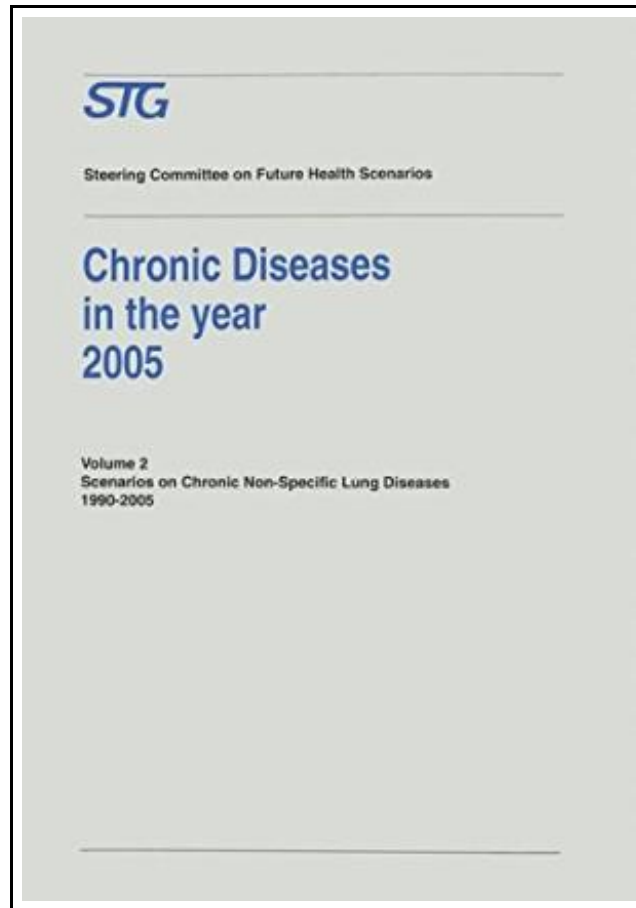 STG
Steering Committee on Future Health Scenarios
Chronic Diseases
in the year
2005
Volume 2
Scenarios on Chronic Non-Specific Lung Diseases
1990-2005